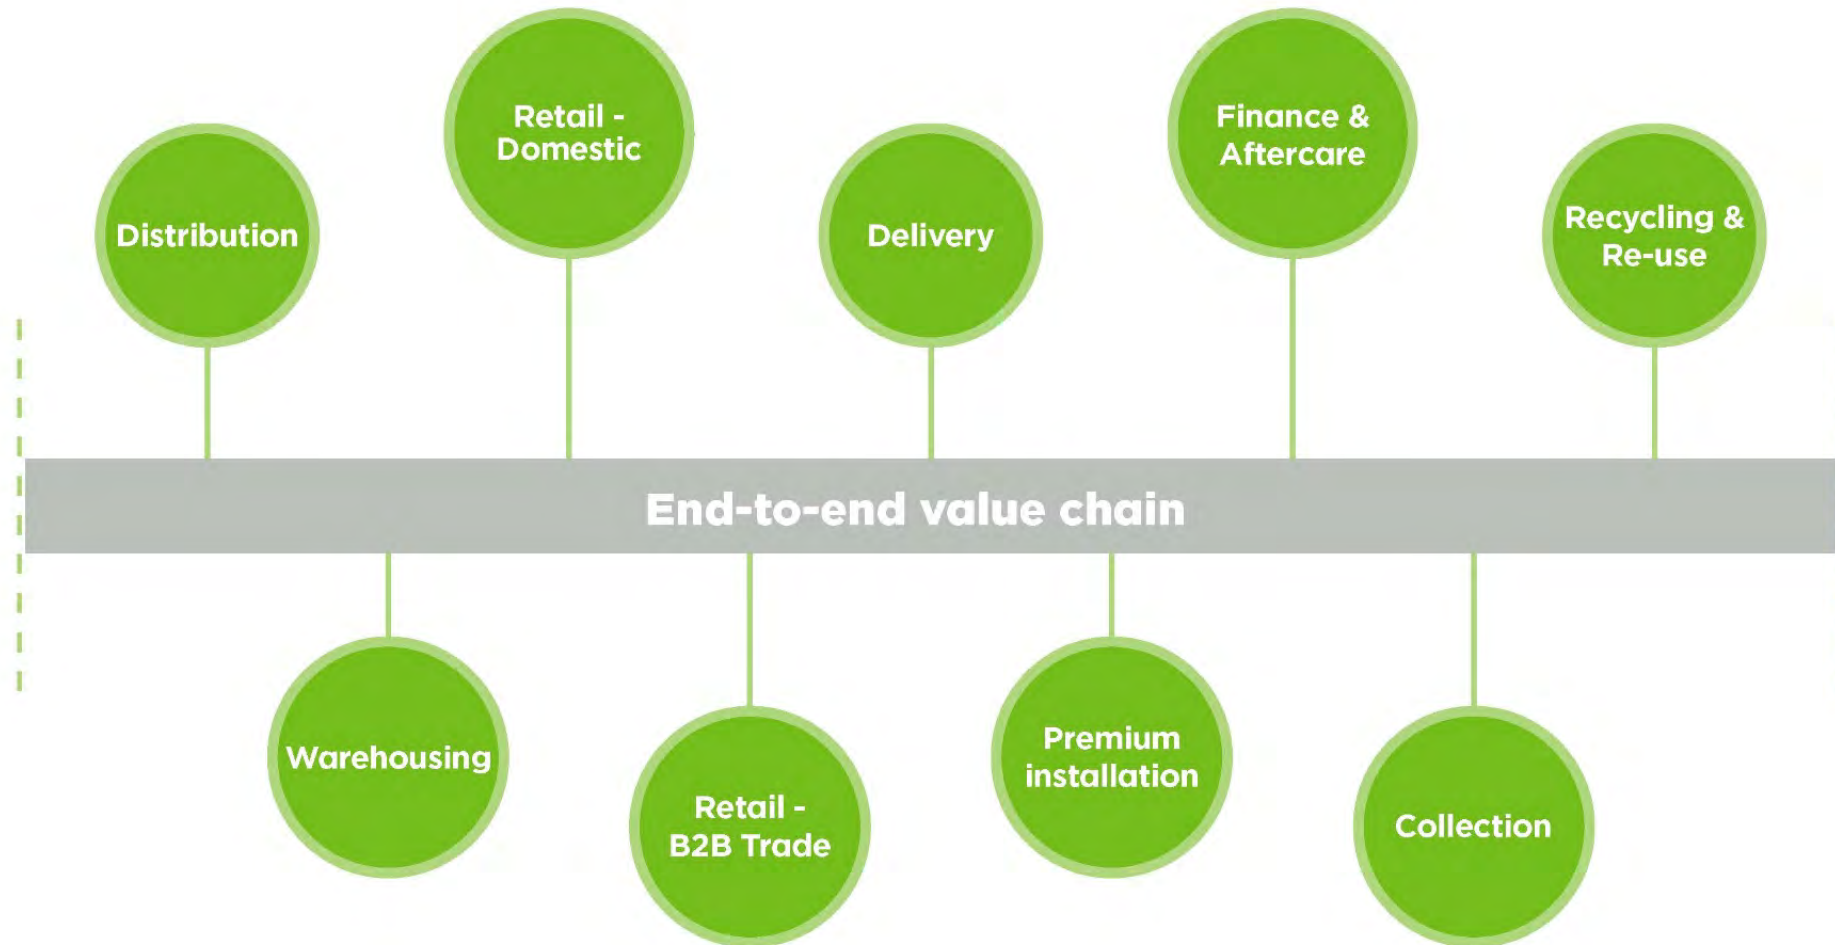 Retail -
Domestic
Finance &
Aftercare
Distribution
Delivery
Recycling &
Re-use
End-to-end value chain
Warehousing
Premium
installation
Retail -
B2B Trade
Collection